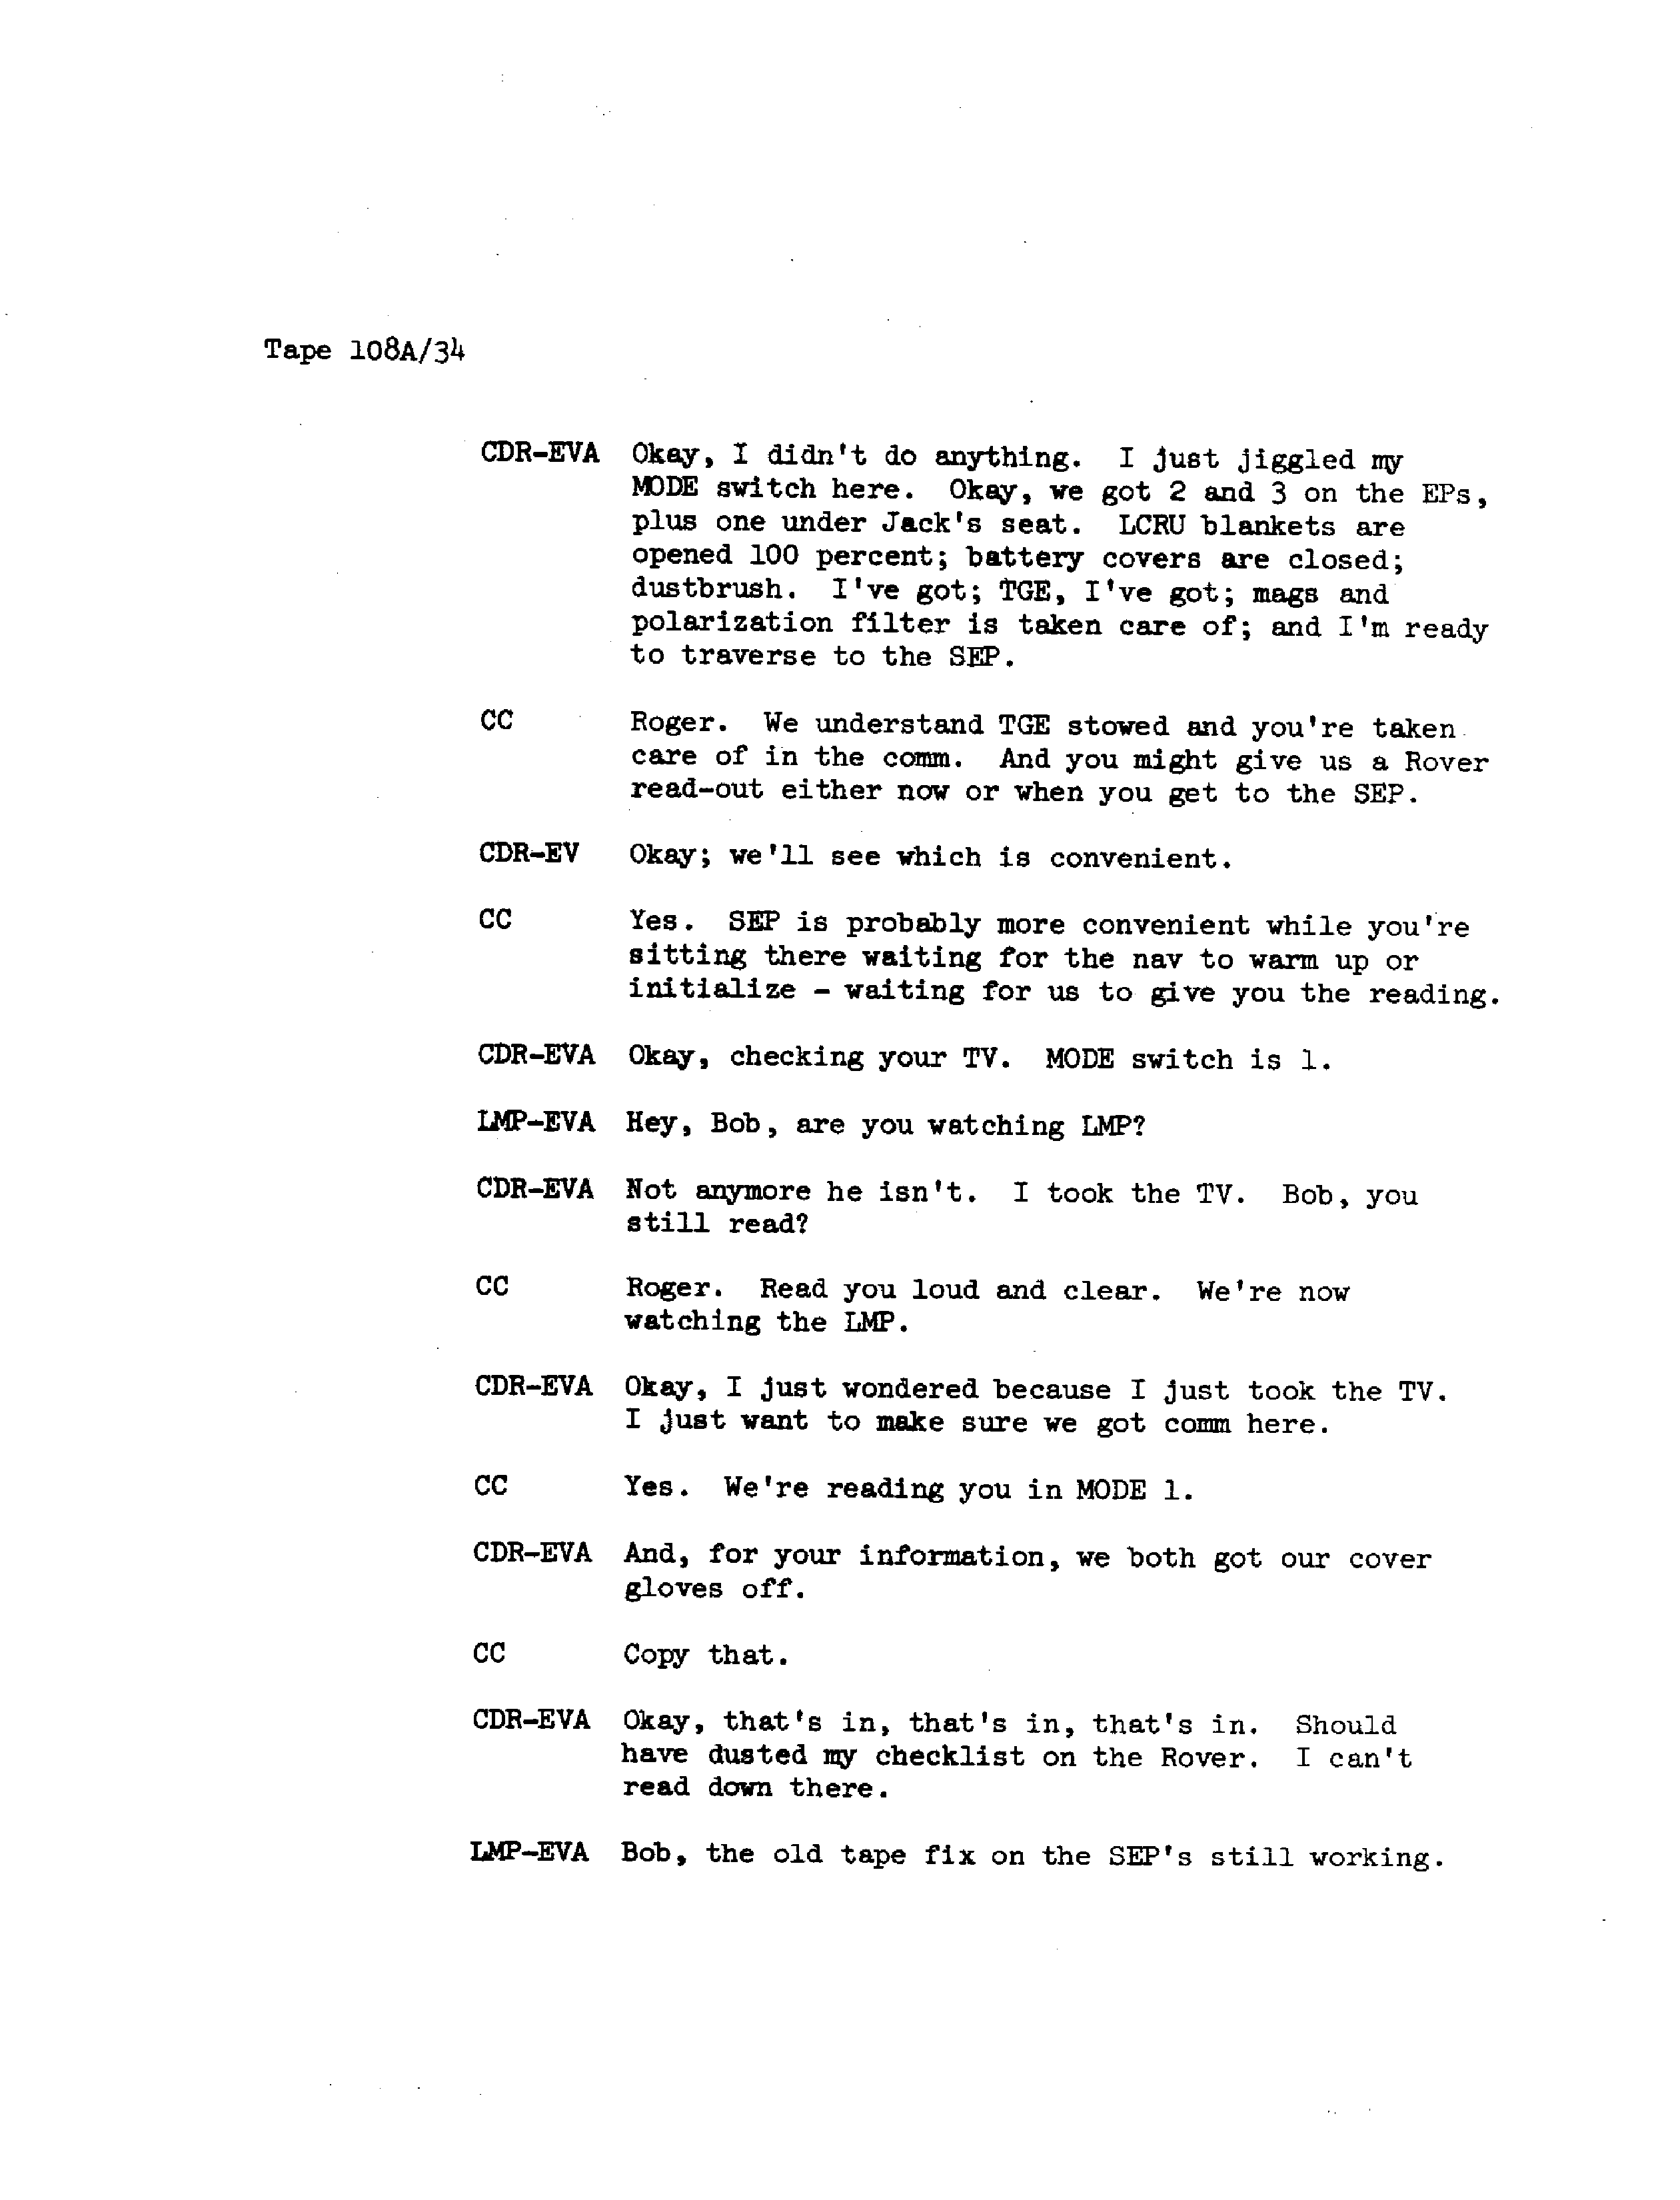 Tape 108A/34
CDR-EVA Okay, I didn't do anything. I just jiggled my
MODE switch here. Okay, we got 2 and 3 on the EPs,
plus one under Jack's seat. LCRU blankets are
opened 100 percent; battery covers are closed;
dustbrush. I've got; TGE, I've got; mags and
polarization filter is taken care of; and I'm ready
to traverse to the SEP.
CC Roger. We understand TGE stowed and you're taken
care of in the comm. And you might give us a Rover
read-out either now or when you get to the SEP.
CDR-EV Okay; we'll see which is convenient.
CC Yes. SEP is probably more convenient while you're
sitting there waiting for the nav to warm up or
initialize - waiting for us to give you the reading.
CDR-EVA Okay, checking your TV. MODE switch is 1.
LMP-EVA Hey, Bob, are you watching LMP?
CDR-EVA Not anymore he isn't. I took the TV. Bob, you
still read?
CC Roger. Read you loud and clear. We're now
watching the LMP.
CDR-EVA Okay, I just wondered because I just took the TV.
I just want to make sure we got comm here.
CC Yes. We're reading you in MODE 1.
CDR-EVA And, for your information, we both got our cover
gloves off.
CC Copy that.
CDR-EVA Okay, that's in, that's in, that's in. Should
have dusted my checklist on the Rover. I can't
read down there.
LMP-EVA Bob, the old tape fix on the SEP's still working.